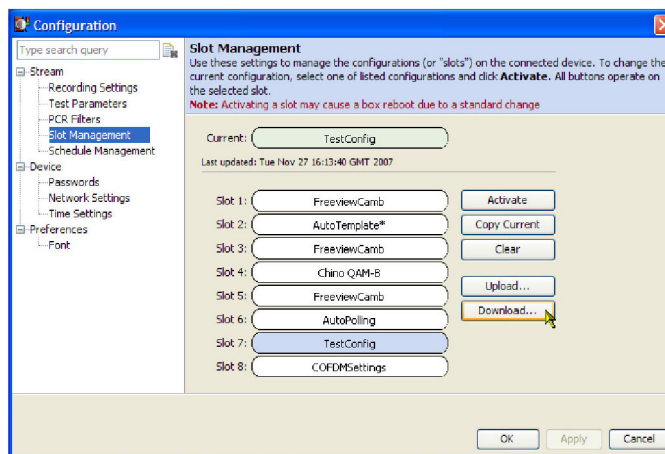 Configuration
Type search query
Stream
Recording Settings
Test Parameters
PCR Filters
Slot Management
Schedule Management
Device
Passwords
Network Settings
Time Settings
Preferences
Font
Slot Management
Use these settings to manage the configurations (or "slots") on the connected device. To change the
current configuration, select one of listed configurations and click Activate. All buttons operate on
the selected slot.
Note: Activating a slot may cause a box reboot due to a standard change
Current: TestConfig
Last updated: Tue Nov 27 16:13:40 GMT 2007
Slot 1: FreeviewCamb
Slot 2: AutoTemplate*
Slot 3: FreeviewCamb
Slot 4: Chino QAM-B
Slot 5: FreeviewCamb
Slot 6: AutoPolling
Slot 7: TestConfig
Slot 8: COFDMSettings
Activate
Copy Current
Clear
Upload...
Download...
OK Apply Cancel